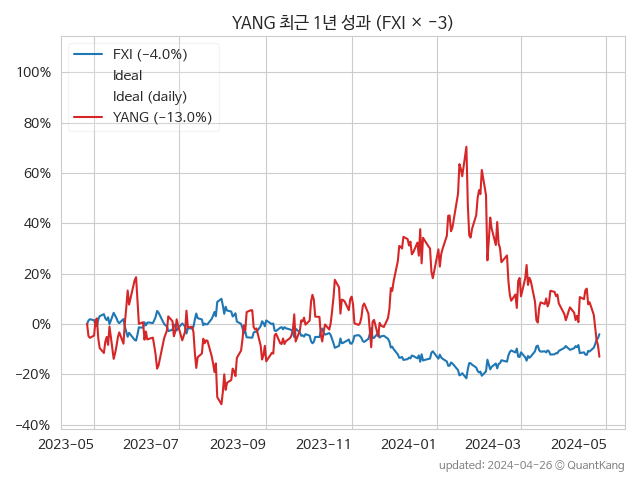 YANG 최근 1년 성과 (FXI × −3)
FXI (−4.0%)
Ideal
Ideal (daily)
YANG (−13.0%)
100%
80%
60%
40%
20%
0%
−20%
−40%
2023-05 2023-07 2023-09 2023-11 2024-01 2024-03 2024-05
updated: 2024-04-26 © QuantKang